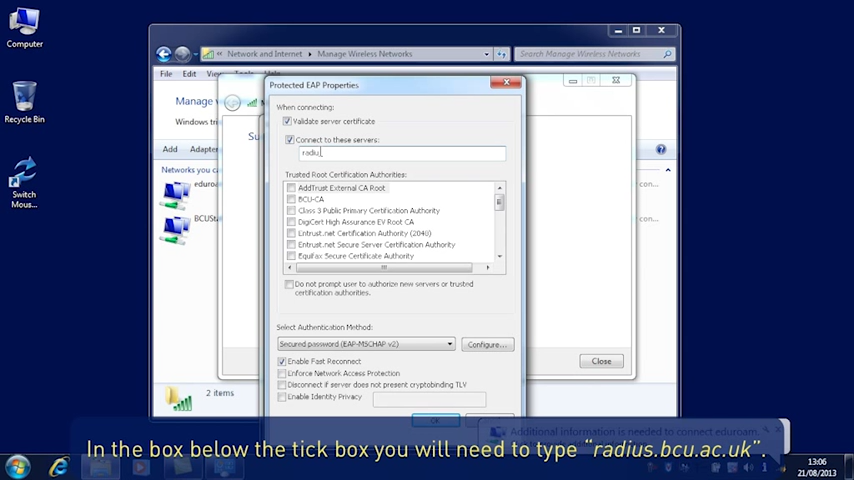 Computer
Recycle Bin
Switch
Mous...
Network and Internet
Manage Wireless Networks
Search Manage Wireless Networks
File Edit
Protected EAP Properties
When connecting:
Validate server certificate
Connect to these servers:
radiu
Trusted Root Certification Authorities:
AddTrust External CA Root
BCU-CA
Class 3 Public Primary Certification Authority
DigiCert High Assurance EV Root CA
Entrust.net Certification Authority (2048)
Entrust.net Secure Server Certification Authority
Equifax Secure Certificate Authority
Do not prompt user to authorize new servers or trusted
certification authorities.
Select Authentication Method:
Secured password (EAP-MSCHAP v2)
Configure...
Enable Fast Reconnect
Enforce Network Access Protection
Disconnect if server does not present cryptobinding TLV
Enable Identity Privacy
OK
Manage
Windows
Add Adapter
Networks you
eduroa
BCUSta
Close
2 items
Additional information is needed to connect eduroam.
In the box below the tick box you will need to type “radius.bcu.ac.uk”.
13:06
21/08/2013